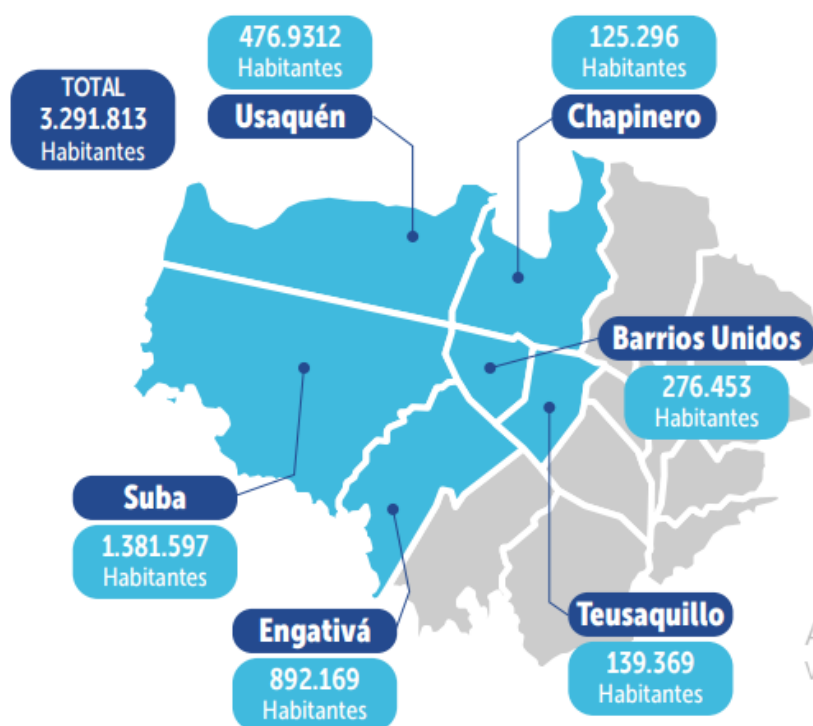 476.9312
Habitantes
Usaquén
125.296
Habitantes
Chapinero
TOTAL
3.291.813
Habitantes
Barrios Unidos
276.453
Habitantes
Suba
1.381.597
Habitantes
Engativá
892.169
Habitantes
Teusaquillo
139.369
Habitantes